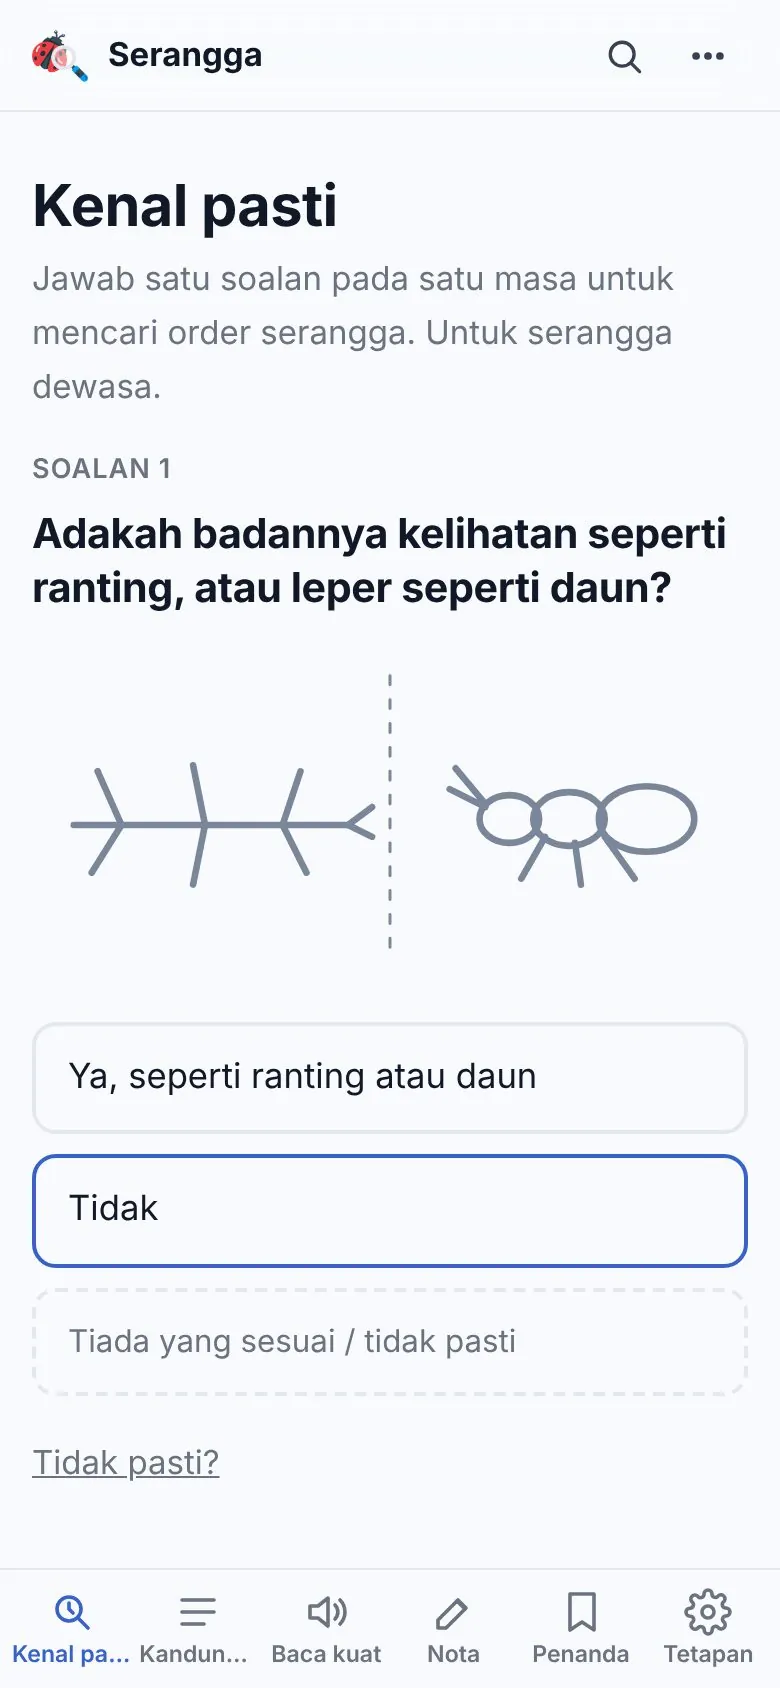 Serangga
Kenal pasti
Jawab satu soalan pada satu masa untuk
mencari order serangga. Untuk serangga
dewasa.
SOALAN 1
Adakah badannya kelihatan seperti
ranting, atau leper seperti daun?
Ya, seperti ranting atau daun
Tidak
Tiada yang sesuai / tidak pasti
Tidak pasti?
Kenal pa... Kandun... Baca kuat Nota Penanda Tetapan